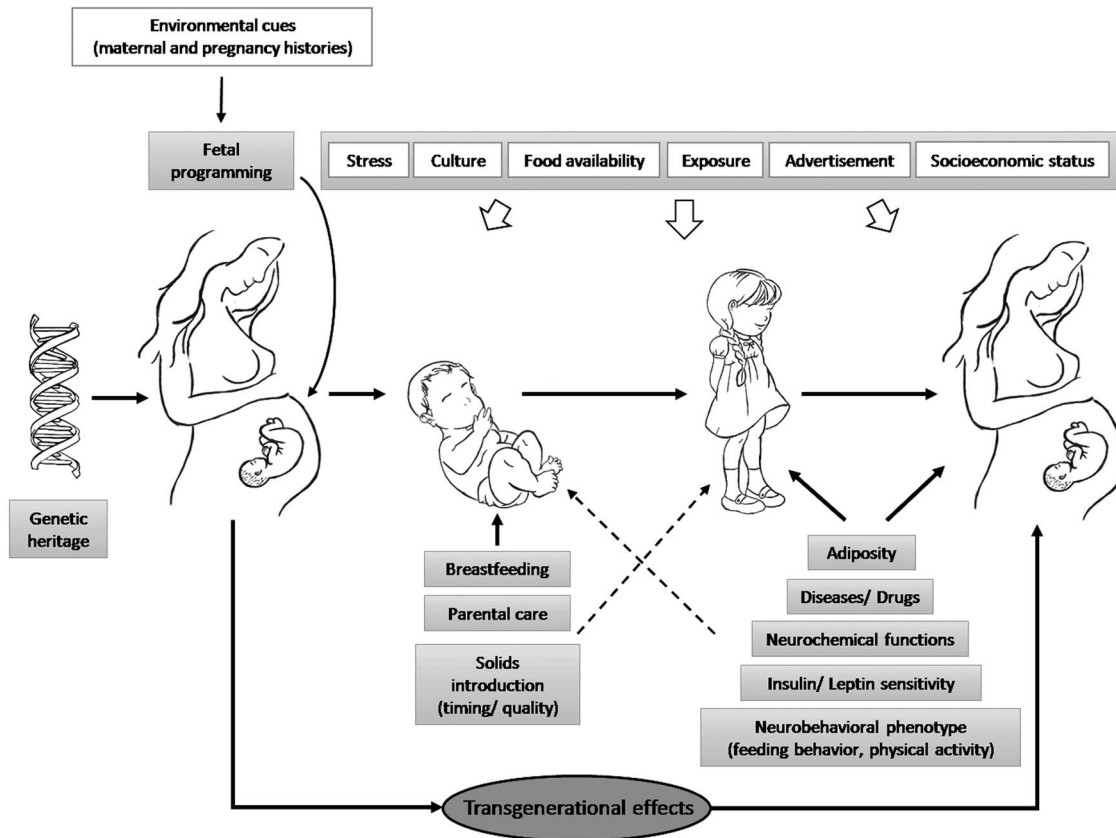 Environmental cues
(maternal and pregnancy histories)
Fetal
programming
Stress
Culture
Food availability
Exposure
Advertisement
Socioeconomic status
Genetic
heritage
Breastfeeding
Parental care
Solids
introduction
(timing/ quality)
Adiposity
Diseases/ Drugs
Neurochemical functions
Insulin/ Leptin sensitivity
Neurobehavioral phenotype
(feeding behavior, physical activity)
Transgenerational effects